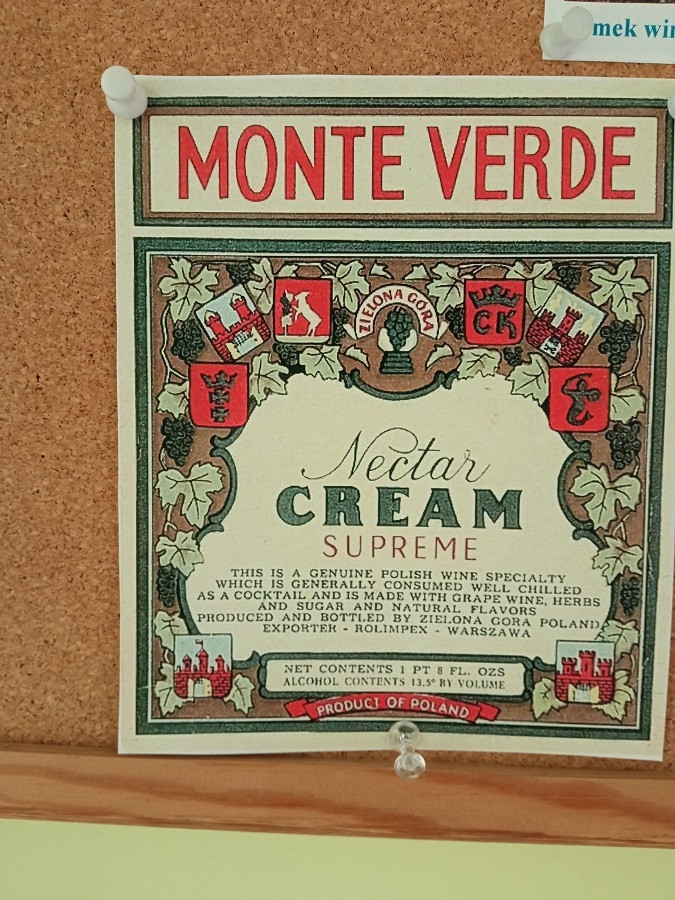 mek win
MONTE VERDE
ZIELONA GÓRA
CK
Nectar
CREAM
SUPREME
THIS IS A GENUINE POLISH WINE SPECIALTY
WHICH IS GENERALLY CONSUMED WELL CHILLED
AS A COCKTAIL AND IS MADE WITH GRAPE WINE, HERBS
AND SUGAR AND NATURAL FLAVORS
PRODUCED AND BOTTLED BY ZIELONA GORA POLAND
EXPORTER - ROLIMPEX - WARSZAWA
NET CONTENTS 1 PT 8 FL. OZS
ALCOHOL CONTENTS 13,5° BY VOLUME
PRODUCT OF POLAND